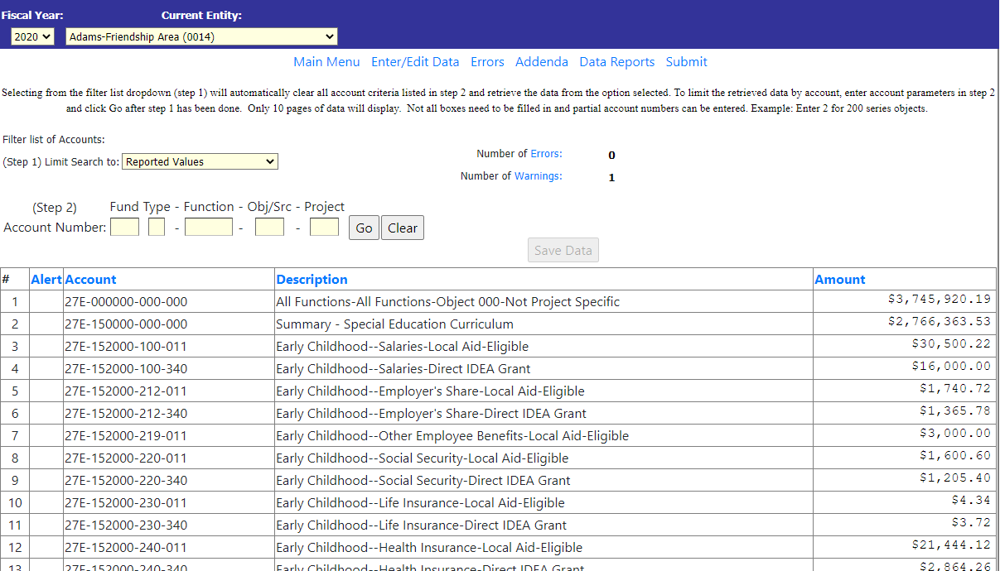 Fiscal Year: Current Entity:
2020 Adams-Friendship Area (0014)
Main Menu Enter/Edit Data Errors Addenda Data Reports Submit
Selecting from the filter list dropdown (step 1) will automatically clear all account criteria listed in step 2 and retrieve the data from the option selected. To limit the retrieved data by account, enter account parameters in step 2
and click Go after step 1 has been done. Only 10 pages of data will display. Not all boxes need to be filled in and partial account numbers can be entered. Example: Enter 2 for 200 series objects.
Filter list of Accounts:
(Step 1) Limit Search to: Reported Values
Number of Errors: 0
Number of Warnings: 1
(Step 2) Fund Type - Function - Obj/Src - Project
Account Number: - - - Go Clear
Save Data
# Alert Account Description Amount
1 27E-000000-000-000 All Functions-All Functions-Object 000-Not Project Specific $3,745,920.19
2 27E-150000-000-000 Summary - Special Education Curriculum $2,766,363.53
3 27E-152000-100-011 Early Childhood--Salaries-Local Aid-Eligible $30,500.22
4 27E-152000-100-340 Early Childhood--Salaries-Direct IDEA Grant $16,000.00
5 27E-152000-212-011 Early Childhood--Employer's Share-Local Aid-Eligible $1,740.72
6 27E-152000-212-340 Early Childhood--Employer's Share-Direct IDEA Grant $1,365.78
7 27E-152000-219-011 Early Childhood--Other Employee Benefits-Local Aid-Eligible $3,000.00
8 27E-152000-220-011 Early Childhood--Social Security-Local Aid-Eligible $1,600.60
9 27E-152000-220-340 Early Childhood--Social Security-Direct IDEA Grant $1,205.40
10 27E-152000-230-011 Early Childhood--Life Insurance-Local Aid-Eligible $4.34
11 27E-152000-230-340 Early Childhood--Life Insurance-Direct IDEA Grant $3.72
12 27E-152000-240-011 Early Childhood--Health Insurance-Local Aid-Eligible $21,444.12
13 27E-152000-240-340 Early Childhood--Health Insurance-Direct IDEA Grant $2,864.26